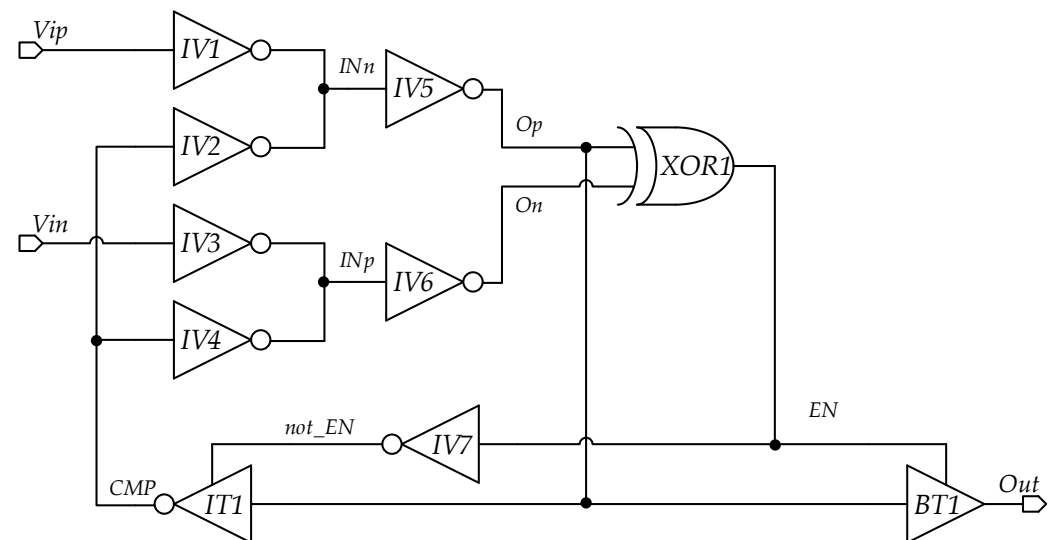 Vip
IV1
INn
IV5
IV2
Op
XOR1
On
Vin
IV3
INp
IV6
IV4
EN
not_EN
IV7
CMP
IT1
BT1
Out